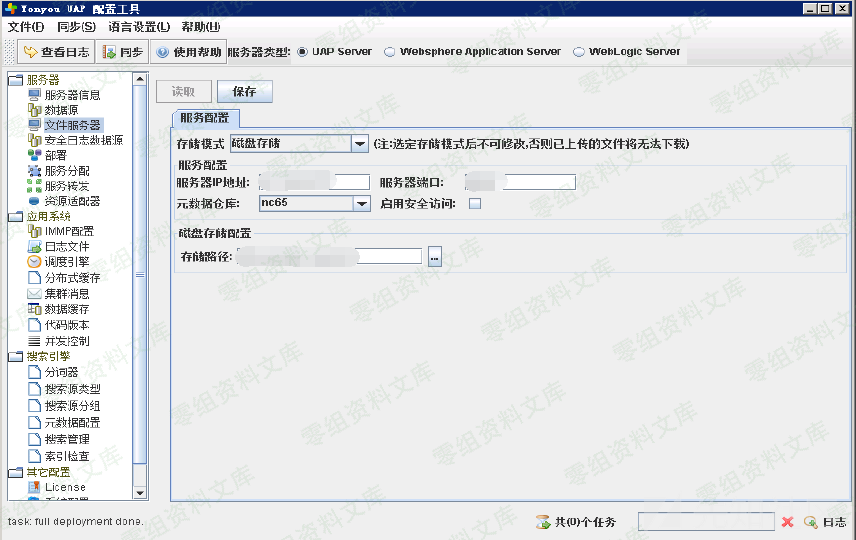 Yonyou UAP 配置工具
文件(F) 同步(S) 语言设置(L) 帮助(H)
查看日志 同步 使用帮助 服务器类型: UAP Server Websphere Application Server WebLogic Server
服务器
服务器信息
数据源
文件服务器
安全日志数据源
部署
服务分配
服务转发
资源适配器
应用系统
IMMP配置
日志文件
调度引擎
分布式缓存
集群消息
数据缓存
代码版本
并发控制
搜索引擎
分词器
搜索源类型
搜索源分组
元数据配置
搜索管理
索引检查
其它配置
License
读取 保存
服务配置
存储模式 磁盘存储 (注:选定存储模式后不可修改,否则已上传的文件将无法下载)
服务配置
服务器IP地址: 服务器端口:
元数据仓库: nc65 启用安全访问:
磁盘存储配置
存储路径: ...
task: full deployment done. 共(0)个任务 日志
零组资料文库